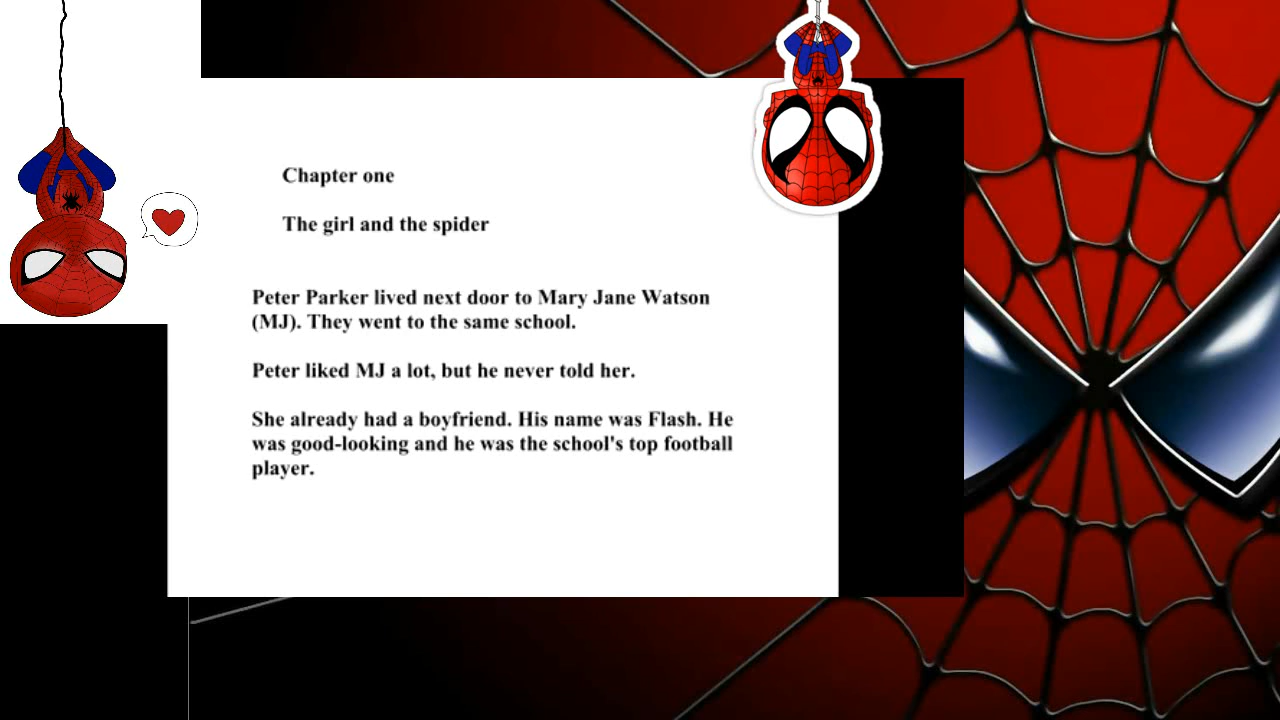 Chapter one
The girl and the spider
Peter Parker lived next door to Mary Jane Watson
(MJ). They went to the same school.
Peter liked MJ a lot, but he never told her.
She already had a boyfriend. His name was Flash. He
was good-looking and he was the school's top football
player.